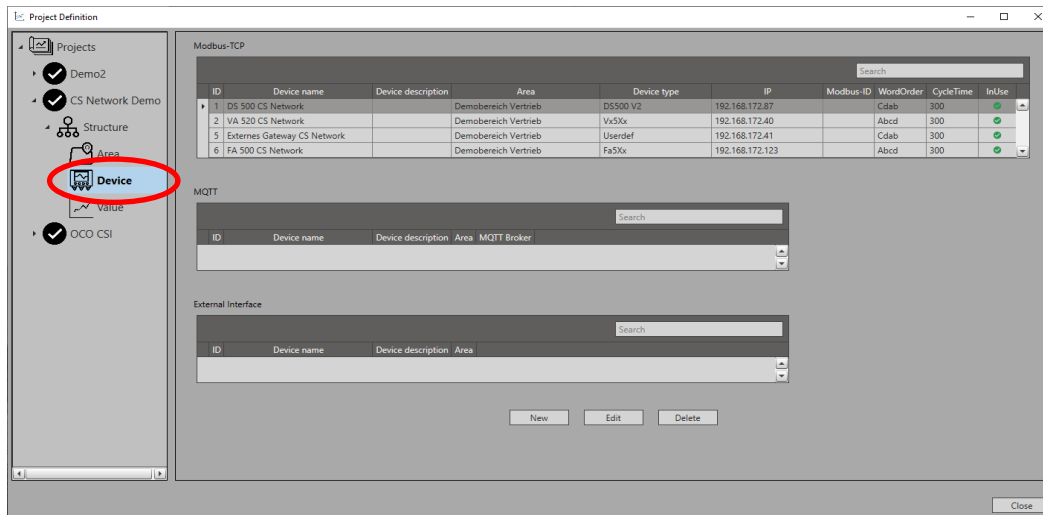 Project Definition
Projects
Demo2
CS Network Demo
Structure
Area
Device
Value
OCO CSI
Modbus-TCP
Search
ID Device name Device description Area Device type IP Modbus-ID WordOrder CycleTime InUse
1 DS 500 CS Network Demobereich Vertrieb DS500 V2 192.168.172.87 Cdab 300
2 VA 520 CS Network Demobereich Vertrieb Vx5Xx 192.168.172.40 Abcd 300
5 Externes Gateway CS Network Demobereich Vertrieb Userdef 192.168.172.41 Cdab 300
6 FA 500 CS Network Demobereich Vertrieb Fa5Xx 192.168.172.123 Abcd 300
MQTT
Search
ID Device name Device description Area MQTT Broker
External Interface
Search
ID Device name Device description Area
New Edit Delete
Close